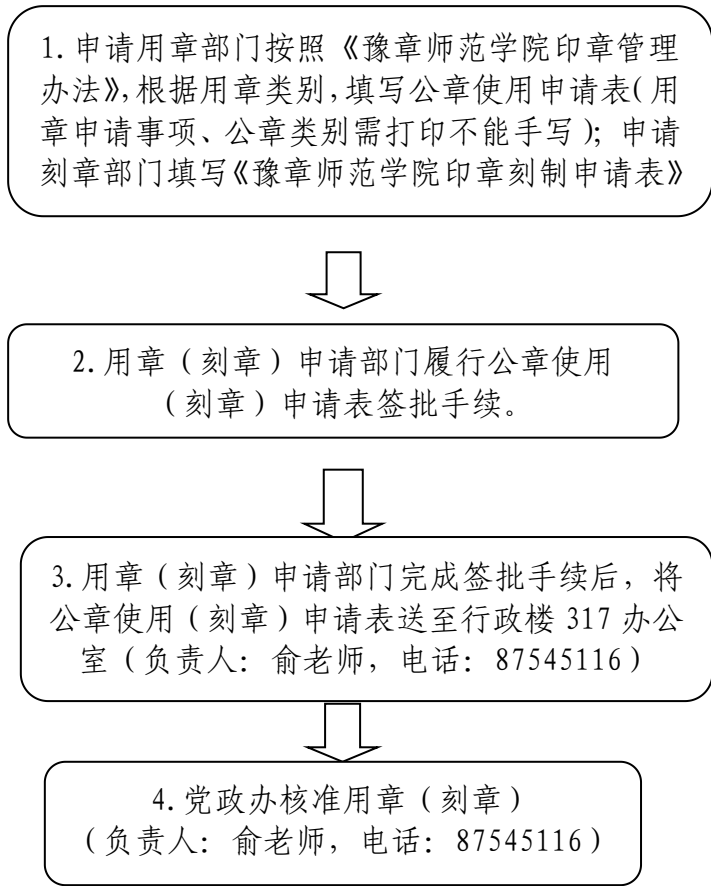 1.申请用章部门按照《豫章师范学院印章管理
办法》,根据用章类别,填写公章使用申请表(用
章申请事项、公章类别需打印不能手写);申请
刻章部门填写《豫章师范学院印章刻制申请表》
2.用章（刻章）申请部门履行公章使用
（刻章）申请表签批手续。
3.用章（刻章）申请部门完成签批手续后，将
公章使用（刻章）申请表送至行政楼 317 办公
室（负责人：俞老师，电话：87545116）
4.党政办核准用章（刻章）
（负责人：俞老师，电话：87545116）